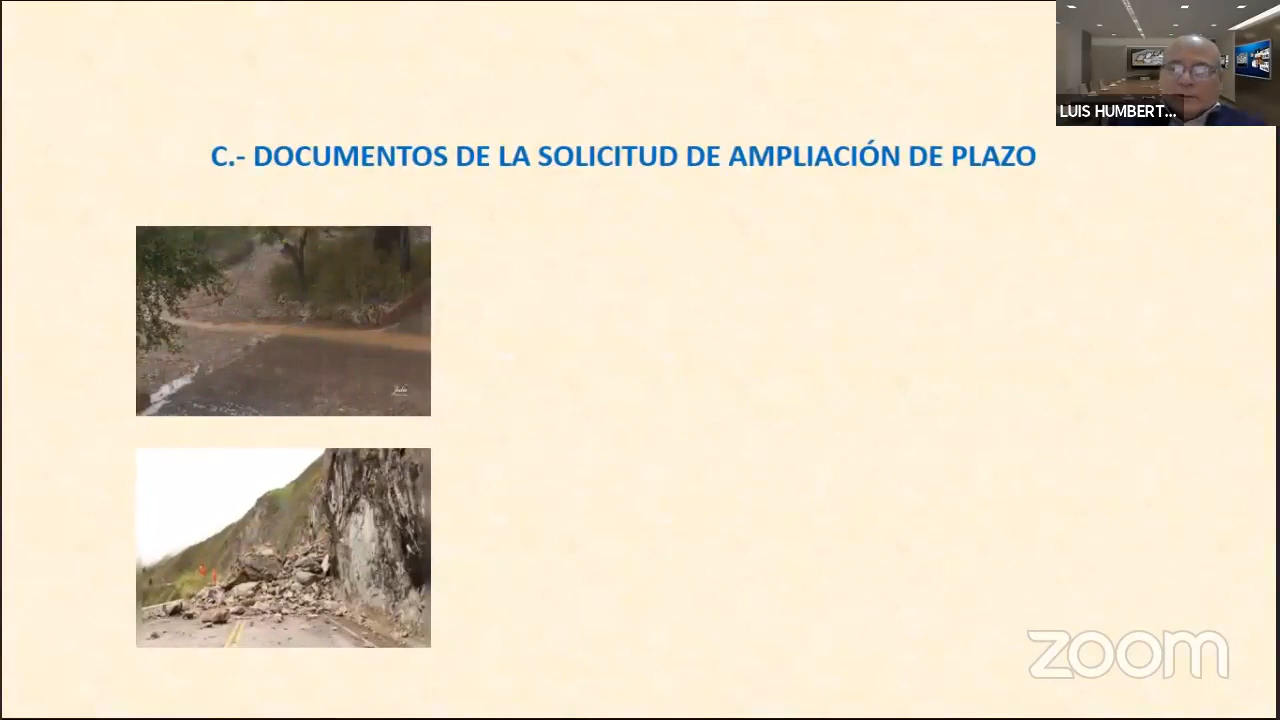 LUIS HUMBERT...
C.- DOCUMENTOS DE LA SOLICITUD DE AMPLIACIÓN DE PLAZO
zoom